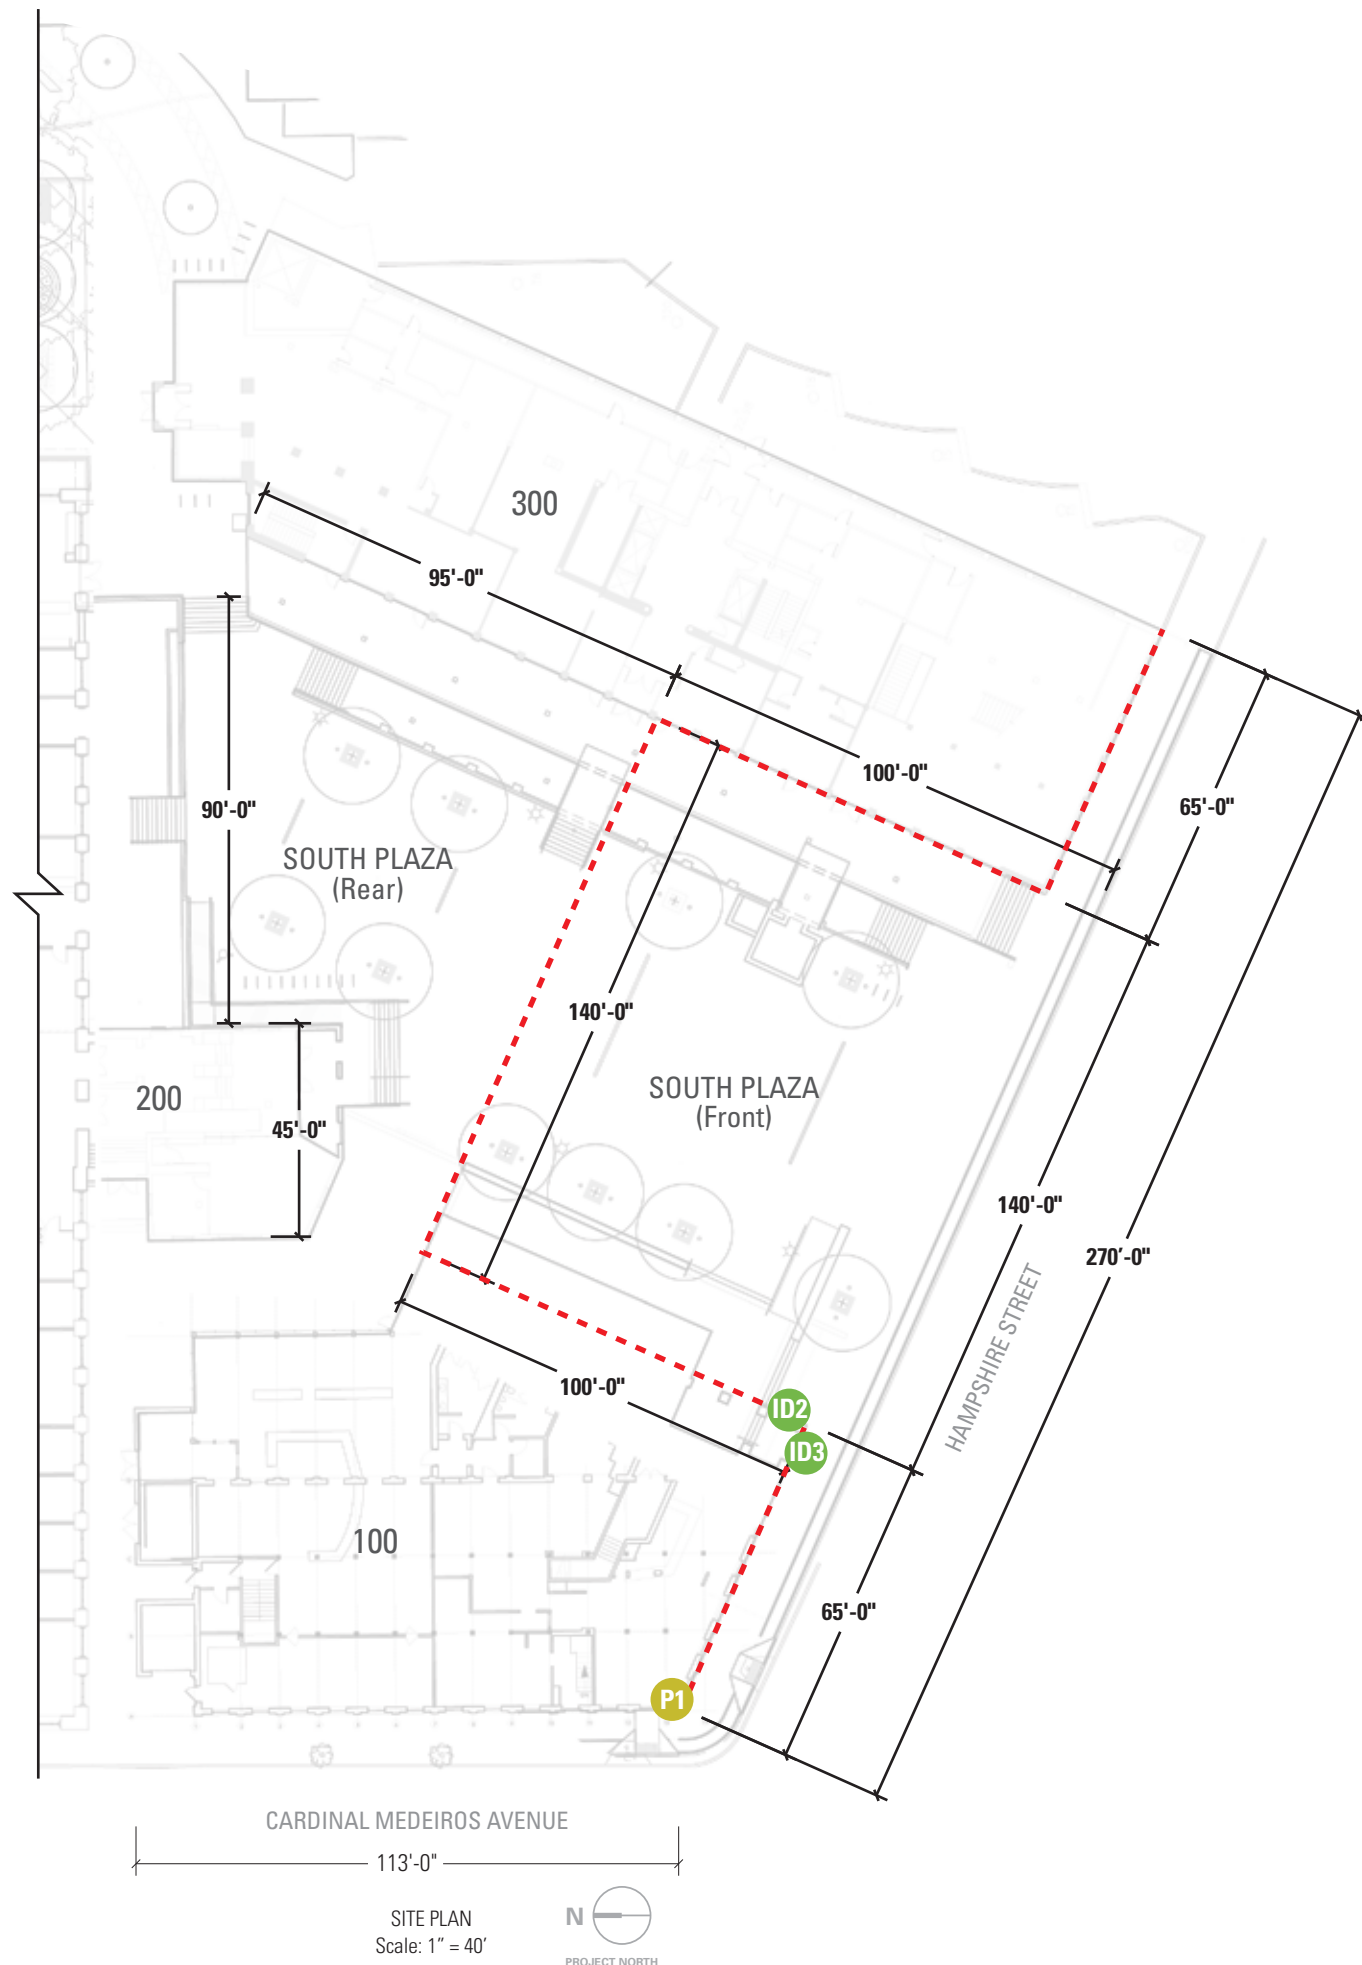 300
95'-0"
100'-0"
65'-0"
90'-0"
SOUTH PLAZA
(Rear)
140'-0"
200
45'-0"
SOUTH PLAZA
(Front)
140'-0"
270'-0"
HAMPSHIRE STREET
100'-0"
ID2
ID3
100
65'-0"
P1
CARDINAL MEDEIROS AVENUE
113'-0"
SITE PLAN
Scale: 1" = 40'
N
PROJECT NORTH